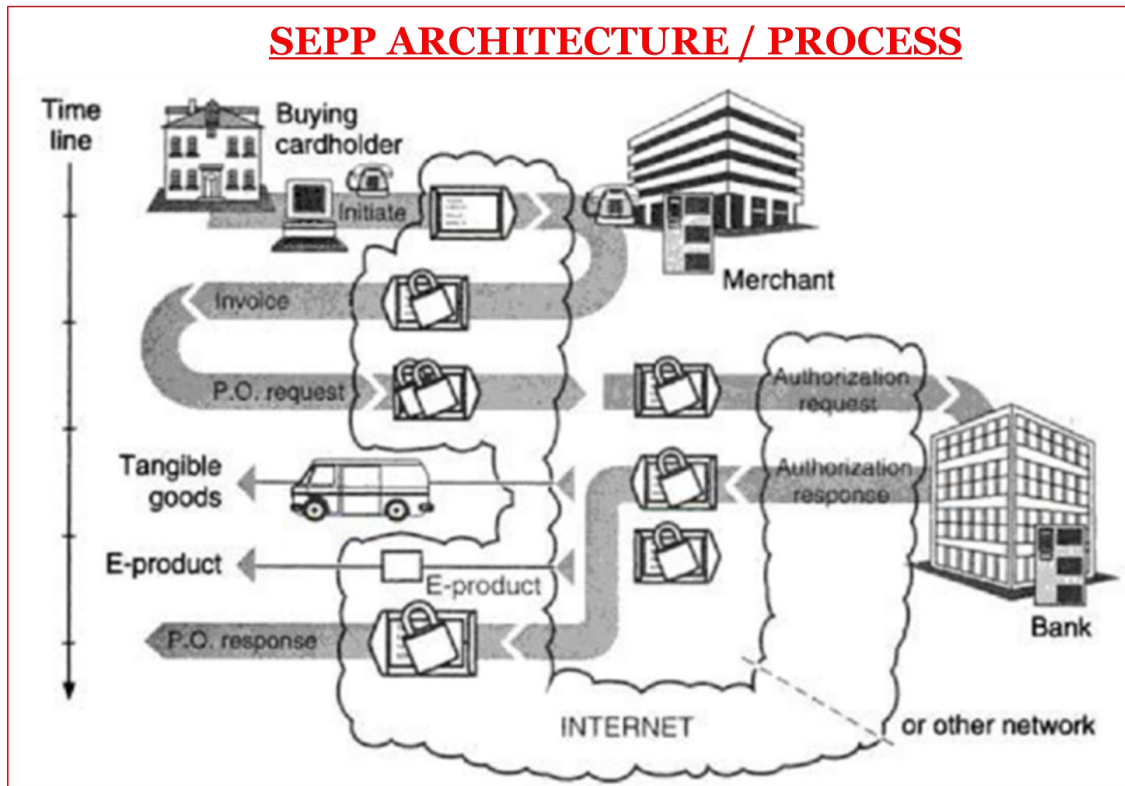 SEPP ARCHITECTURE / PROCESS
Time
line
Buying
cardholder
Initiate
Merchant
Invoice
P.O. request
Authorization
request
Tangible
goods
Authorization
response
E-product
E-product
Bank
P.O. response
INTERNET
or other network